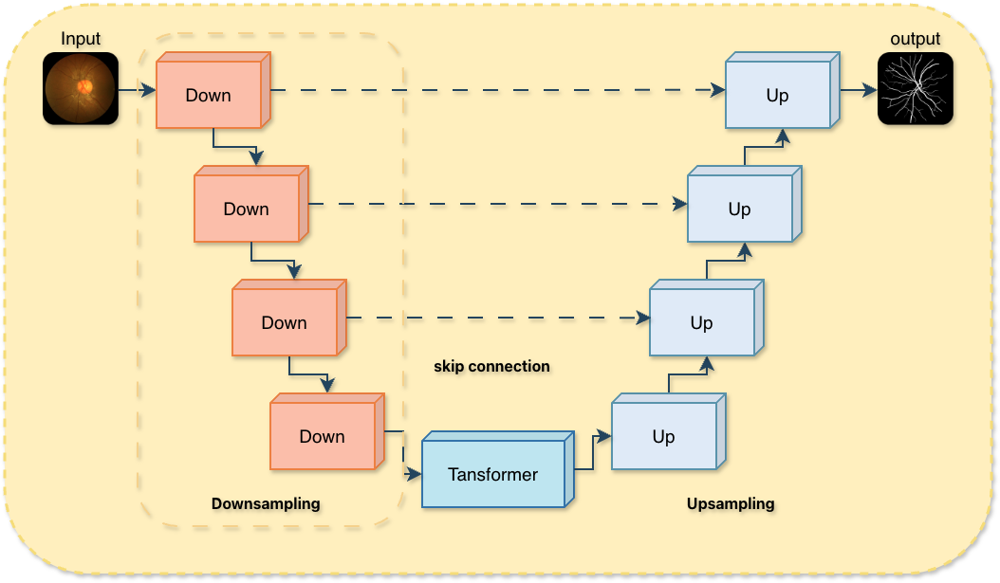 Input
output
Down
Up
Down
Up
Down
Up
skip connection
Down
Up
Tansformer
Downsampling
Upsampling